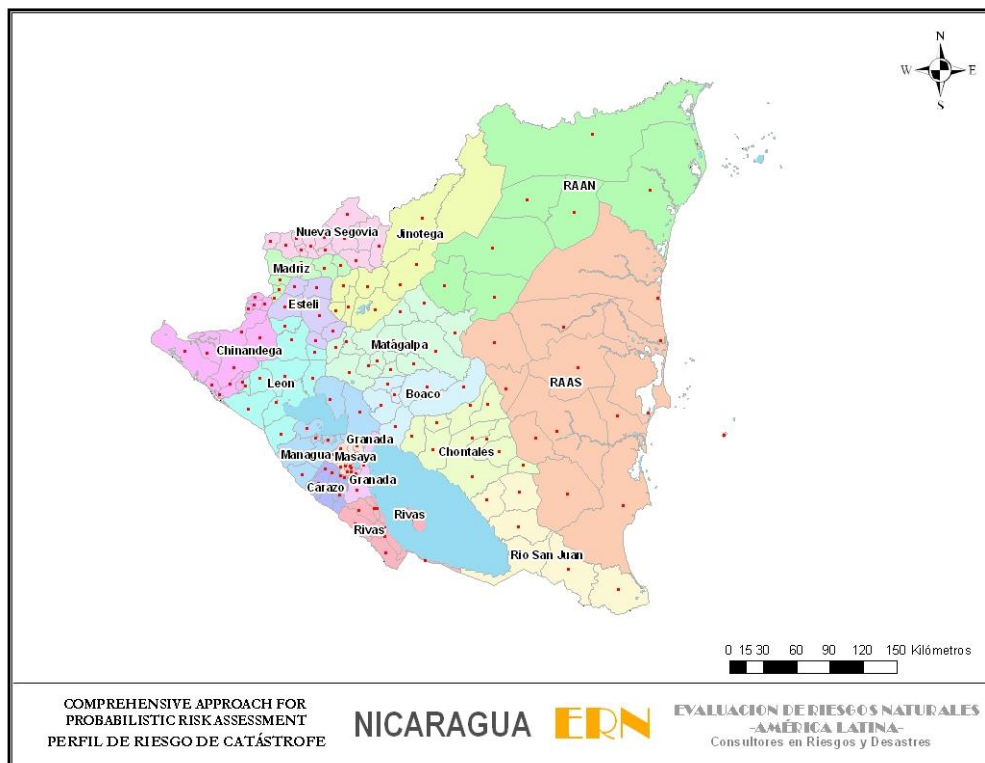 N
W E
S
RAAN
Nueva Segovia
Jinotega
Madriz
Esteli
Chinandega
Matagalpa
Leon
RAAS
Boaco
Granada
Chontales
Managua
Masaya
Granada
Carazo
Rivas
Rivas
Rio San Juan
0 15 30 60 90 120 150 Kilómetros
COMPREHENSIVE APPROACH FOR
PROBABILISTIC RISK ASSESSMENT
PERFIL DE RIESGO DE CATÁSTROFE
NICARAGUA
ERN
EVALUACION DE RIESGOS NATURALES
-AMÉRICA LATINA-
Consultores en Riesgos y Desastres